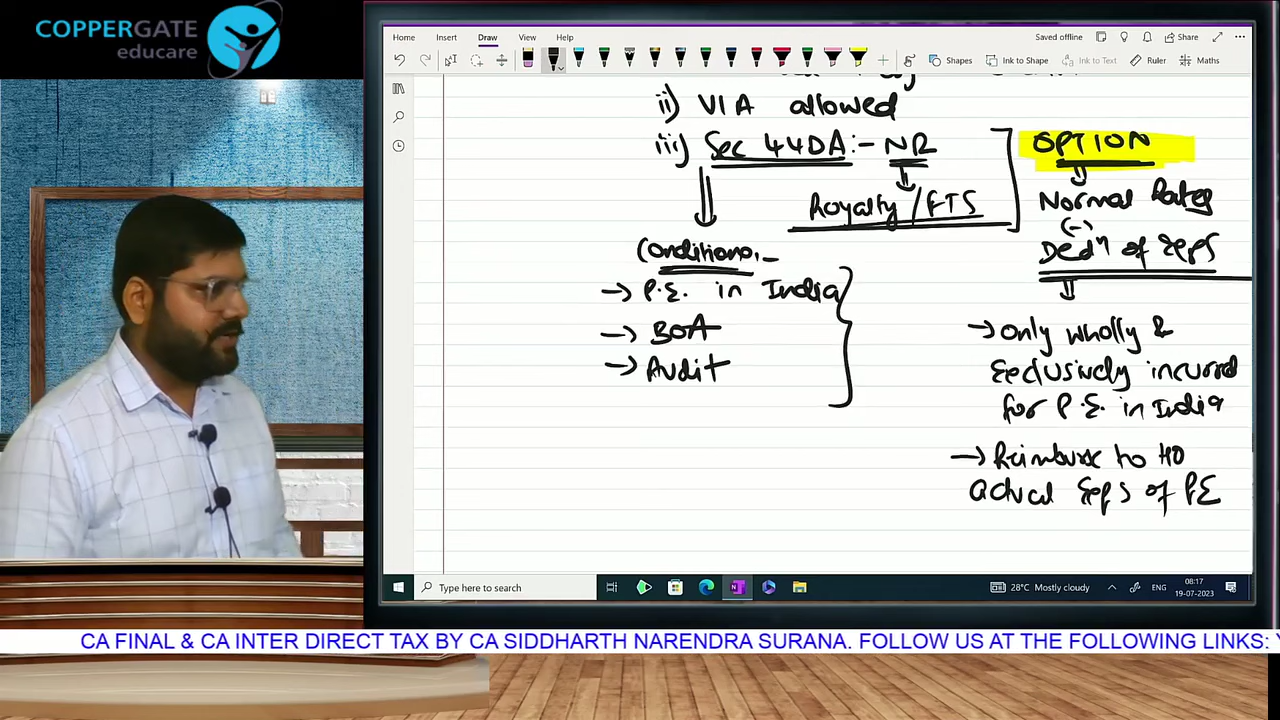 COPPERGATE
educare
Home Insert Draw View Help
Saved offline
Share
Shapes
Ink to Shape
Ink to Text
Ruler
Maths
ii) VIA allowed
iii) Sec 44DA:- NR
Royalty / FTS
Conditions:-
→ P.E. in India
→ BOA
→ Audit
OPTION
Normal Rates
(-)
Dedⁿ of Exps
→ Only wholly &
Exclusively incurred
for P.E. in India
→ Reimburse to HO
actual Exps of PE
Type here to search
28°C Mostly cloudy
ENG
08:17
19-07-2023
CA FINAL & CA INTER DIRECT TAX BY CA SIDDHARTH NARENDRA SURANA. FOLLOW US AT THE FOLLOWING LINKS: